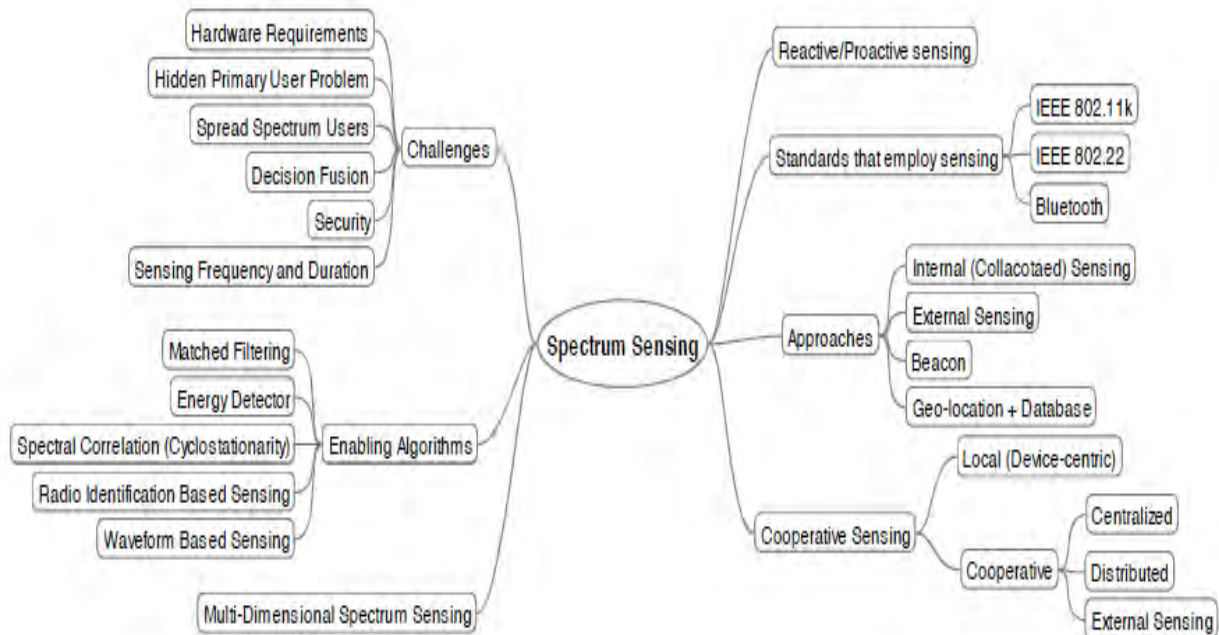 Hardware Requirements
Hidden Primary User Problem
Spread Spectrum Users
Decision Fusion
Security
Sensing Frequency and Duration
Challenges
Matched Filtering
Energy Detector
Spectral Correlation (Cyclostationarity)
Radio Identification Based Sensing
Waveform Based Sensing
Enabling Algorithms
Multi-Dimensional Spectrum Sensing
Spectrum Sensing
Reactive/Proactive sensing
Standards that employ sensing
IEEE 802.11k
IEEE 802.22
Bluetooth
Approaches
Internal (Collacotaed) Sensing
External Sensing
Beacon
Geo-location + Database
Cooperative Sensing
Local (Device-centric)
Cooperative
Centralized
Distributed
External Sensing